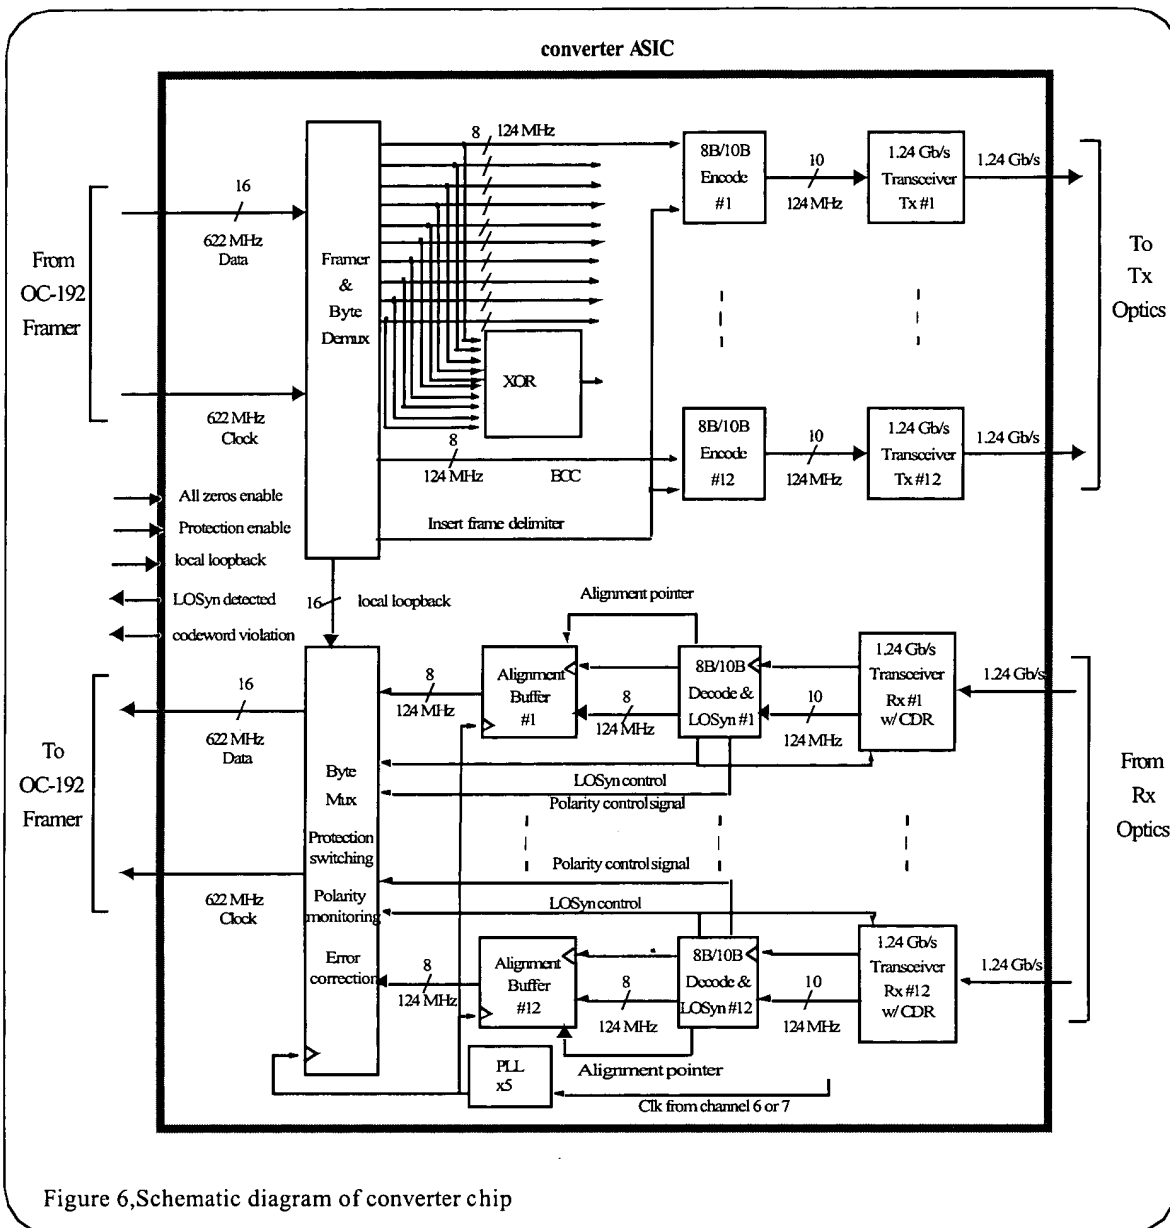 converter ASIC
8
124 MHz
8B/10B
Encode
#1
10
124 MHz
1.24 Gb/s
Transceiver
Tx #1
1.24 Gb/s
16
622 MHz
Data
From
OC-192
Framer
Framer
&
Byte
Demux
To
Tx
Optics
XOR
622 MHz
Clock
8
124 MHz
ECC
8B/10B
Encode
#12
10
124 MHz
1.24 Gb/s
Transceiver
Tx #12
1.24 Gb/s
All zeros enable
Protection enable
local loopback
LOSyn detected
codeword violation
Insert frame delimiter
16
local loopback
Alignment pointer
8
124 MHz
Alignment
Buffer
#1
8
124 MHz
8B/10B
Decode &
LOSyn #1
10
124 MHz
1.24 Gb/s
Transceiver
Rx #1
w/ CDR
1.24 Gb/s
16
622 MHz
Data
To
OC-192
Framer
Byte
Mux
Protection
switching
Polarity
monitoring
Error
correction
LOSyn control
Polarity control signal
From
Rx
Optics
622 MHz
Clock
Polarity control signal
LOSyn control
8
124 MHz
Alignment
Buffer
#12
8
124 MHz
8B/10B
Decode &
LOSyn #12
10
124 MHz
1.24 Gb/s
Transceiver
Rx #12
w/ CDR
1.24 Gb/s
Alignment pointer
PLL
x5
Clk from channel 6 or 7
Figure 6,Schematic diagram of converter chip